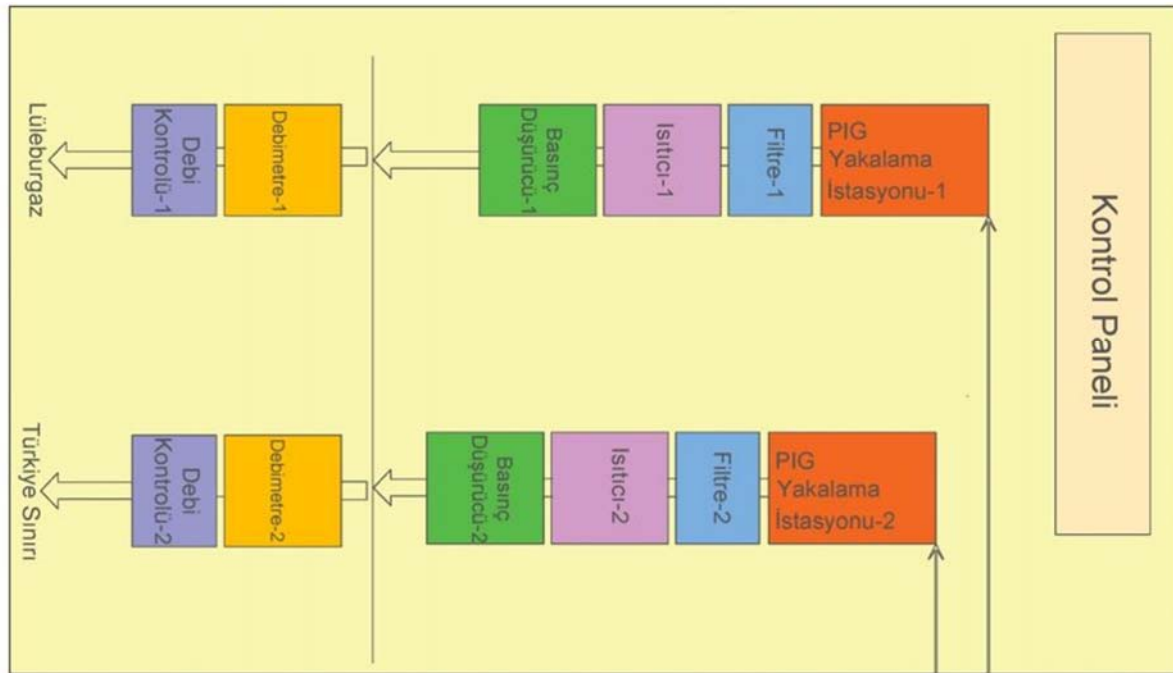 Kontrol Paneli
PIG
Yakalama
İstasyonu-1
Filtre-1
Isıtıcı-1
Basınç
Düşürücü-1
Debimetre-1
Debi
Kontrolü-1
Lüleburgaz
PIG
Yakalama
İstasyonu-2
Filtre-2
Isıtıcı-2
Basınç
Düşürücü-2
Debimetre-2
Debi
Kontrolü-2
Türkiye Sınırı